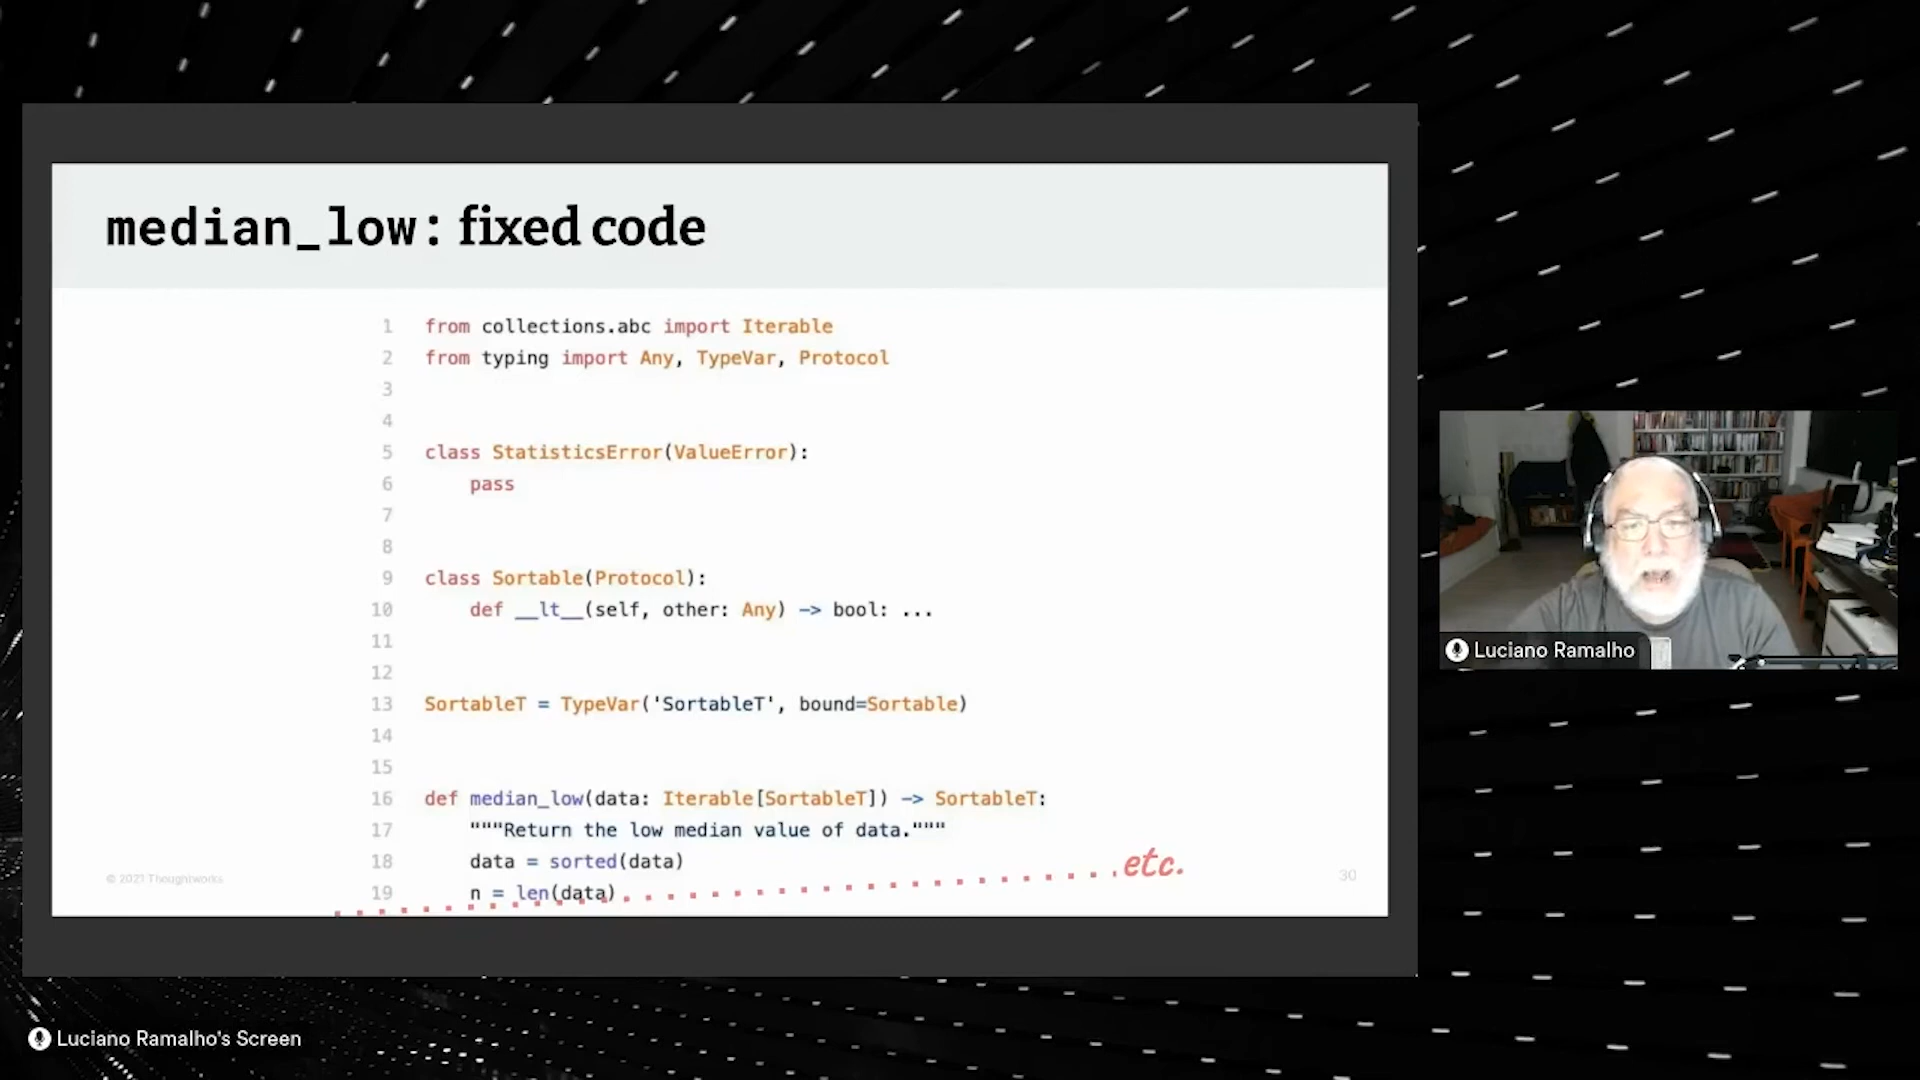 median_low: fixed code
1 from collections.abc import Iterable
2 from typing import Any, TypeVar, Protocol
3
4
5 class StatisticsError(ValueError):
6     pass
7
8
9 class Sortable(Protocol):
10     def __lt__(self, other: Any) -> bool: ...
11
12
13 SortableT = TypeVar('SortableT', bound=Sortable)
14
15
16 def median_low(data: Iterable[SortableT]) -> SortableT:
17     """Return the low median value of data."""
18     data = sorted(data)
19     n = len(data)
etc.
© 2021 Thoughtworks
30
Luciano Ramalho
Luciano Ramalho's Screen